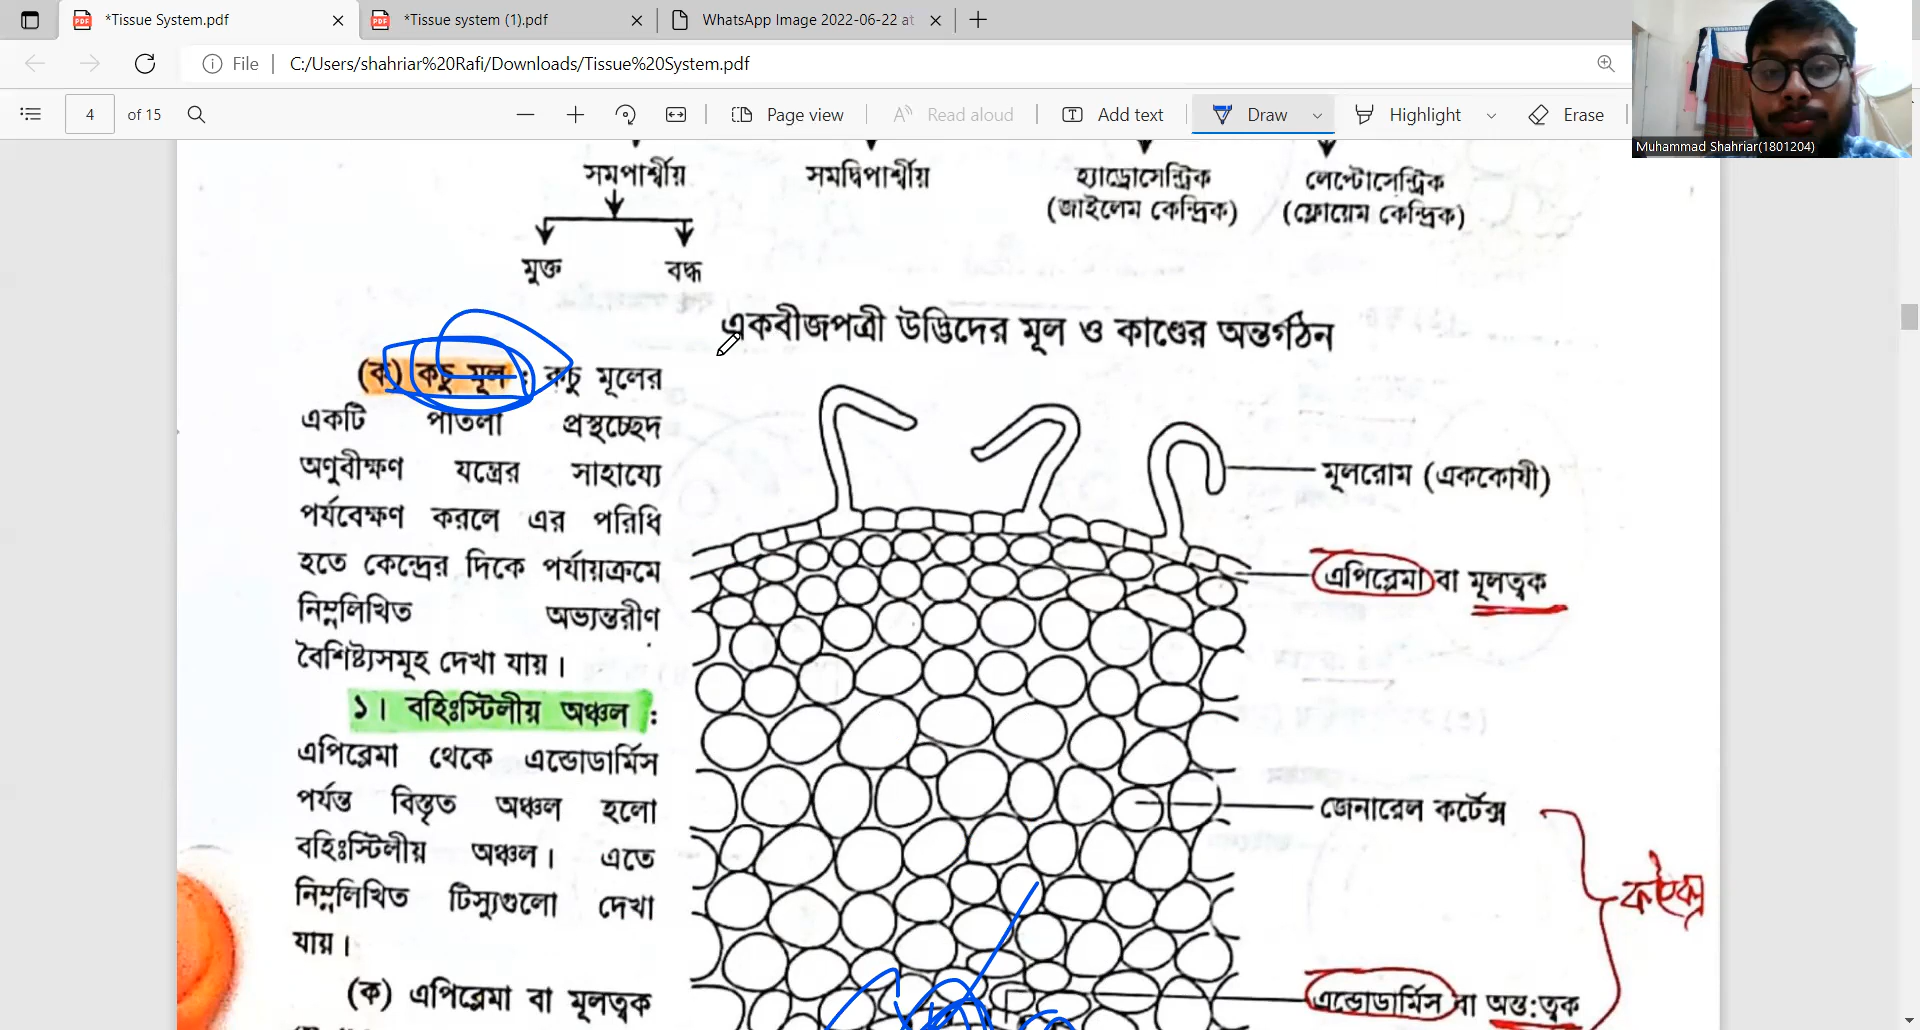 *Tissue System.pdf
*Tissue system (1).pdf
WhatsApp Image 2022-06-22 at
File
C:/Users/shahriar%20Rafi/Downloads/Tissue%20System.pdf
4 of 15
Page view
Read aloud
Add text
Draw
Highlight
Erase
Muhammad Shahriar(1801204)
সমপার্শ্বীয়
সমদ্বিপার্শ্বীয়
হ্যাড্রোসেন্ট্রিক
লেপ্টোসেন্ট্রিক
(জাইলেম কেন্দ্রিক)
(ফ্লোয়েম কেন্দ্রিক)
মুক্ত
বদ্ধ
একবীজপত্রী উদ্ভিদের মূল ও কাণ্ডের অন্তর্গঠন
(ক) কচু মূল : কচু মূলের
একটি পাতলা প্রস্থচ্ছেদ
অণুবীক্ষণ যন্ত্রের সাহায্যে
পর্যবেক্ষণ করলে এর পরিধি
হতে কেন্দ্রের দিকে পর্যায়ক্রমে
নিম্নলিখিত অভ্যন্তরীণ
বৈশিষ্ট্যসমূহ দেখা যায়।
১। বহিঃস্টিলীয় অঞ্চল :
এপিব্লেমা থেকে এন্ডোডার্মিস
পর্যন্ত বিস্তৃত অঞ্চল হলো
বহিঃস্টিলীয় অঞ্চল। এতে
নিম্নলিখিত টিস্যুগুলো দেখা
যায়।
(ক) এপিব্লেমা বা মূলত্বক
মূলরোম (এককোষী)
এপিব্লেমা বা মূলত্বক
জেনারেল কর্টেক্স
এন্ডোডার্মিস বা অন্ত:ত্বক